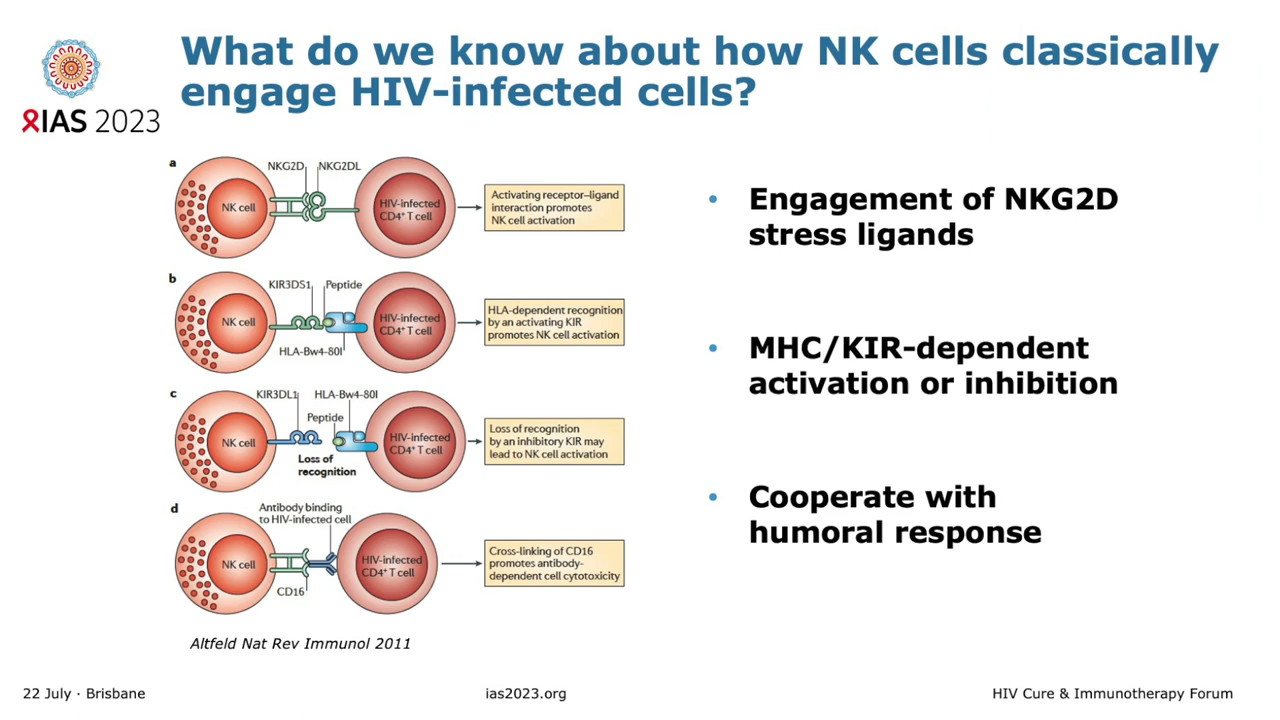 What do we know about how NK cells classically
engage HIV-infected cells?
IAS 2023
a
NKG2D
NKG2DL
NK cell
HIV-infected
CD4⁺ T cell
Activating receptor–ligand
interaction promotes
NK cell activation
b
KIR3DS1
Peptide
NK cell
HIV-infected
CD4⁺ T cell
HLA-Bw4-80I
HLA-dependent recognition
by an activating KIR
promotes NK cell activation
c
KIR3DL1
HLA-Bw4-80I
Peptide
NK cell
HIV-infected
CD4⁺ T cell
Loss of
recognition
Loss of recognition
by an inhibitory KIR may
lead to NK cell activation
d
Antibody binding
to HIV-infected cell
NK cell
HIV-infected
CD4⁺ T cell
CD16
Cross-linking of CD16
promotes antibody-
dependent cell cytotoxicity
Altfeld Nat Rev Immunol 2011
• Engagement of NKG2D
stress ligands
• MHC/KIR-dependent
activation or inhibition
• Cooperate with
humoral response
22 July · Brisbane
ias2023.org
HIV Cure & Immunotherapy Forum